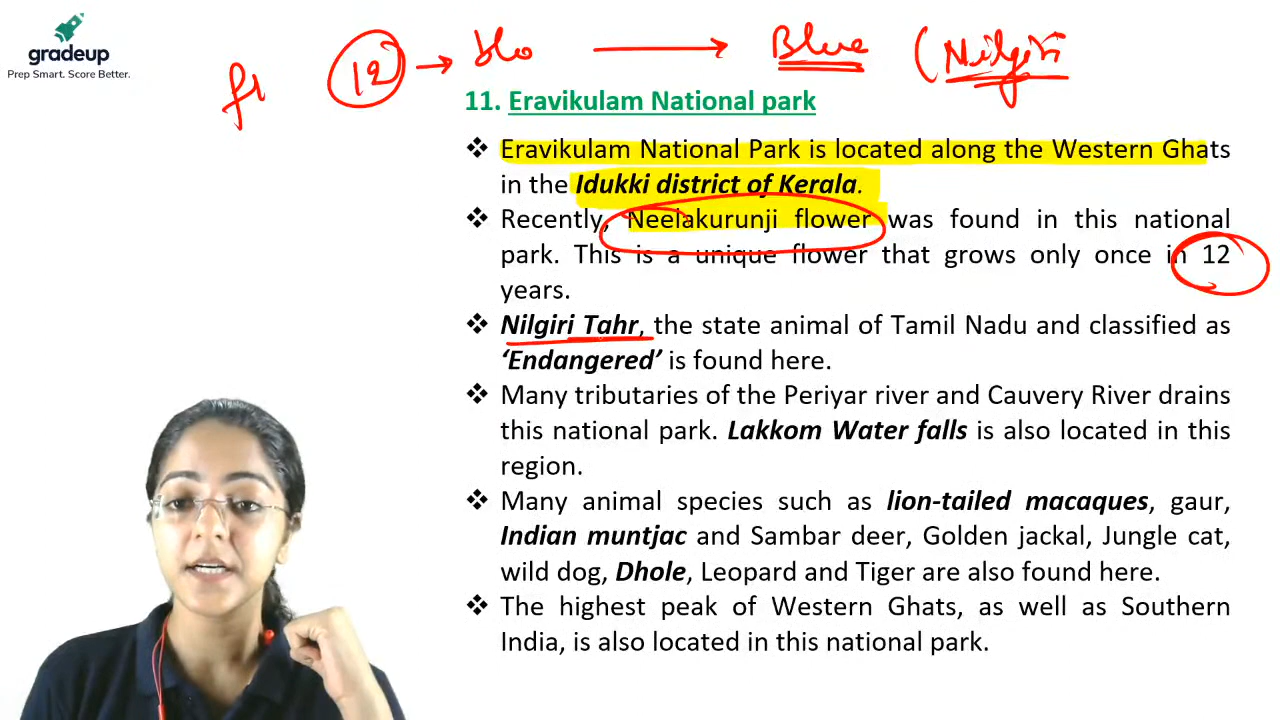 gradeup
Prep Smart. Score Better.
12 → blo → Blue (Nilgiri
11. Eravikulam National park
❖ Eravikulam National Park is located along the Western Ghats
in the Idukki district of Kerala.
❖ Recently, Neelakurunji flower was found in this national
park. This is a unique flower that grows only once in 12
years.
❖ Nilgiri Tahr, the state animal of Tamil Nadu and classified as
‘Endangered’ is found here.
❖ Many tributaries of the Periyar river and Cauvery River drains
this national park. Lakkom Water falls is also located in this
region.
❖ Many animal species such as lion-tailed macaques, gaur,
Indian muntjac and Sambar deer, Golden jackal, Jungle cat,
wild dog, Dhole, Leopard and Tiger are also found here.
❖ The highest peak of Western Ghats, as well as Southern
India, is also located in this national park.